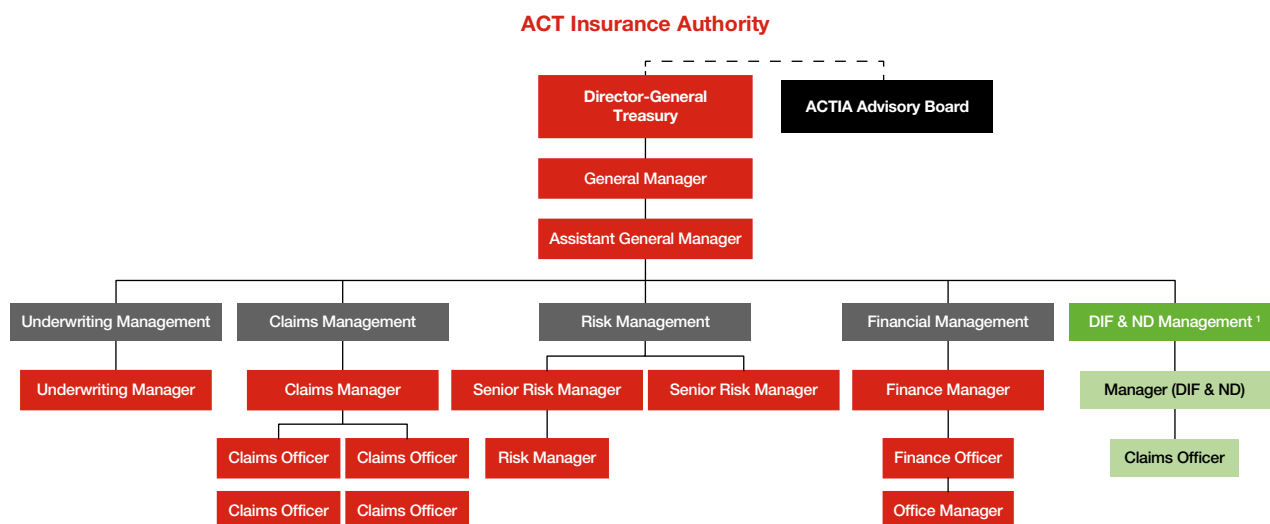 ACT Insurance Authority
Director-General
Treasury
ACTIA Advisory Board
General Manager
Assistant General Manager
Underwriting Management
Claims Management
Risk Management
Financial Management
DIF & ND Management ¹
Underwriting Manager
Claims Manager
Senior Risk Manager
Senior Risk Manager
Finance Manager
Manager (DIF & ND)
Claims Officer
Claims Officer
Risk Manager
Finance Officer
Claims Officer
Claims Officer
Claims Officer
Office Manager